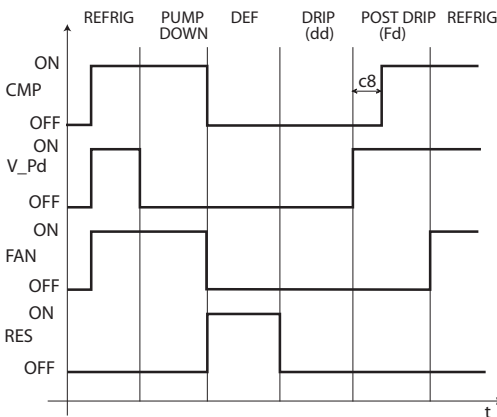 REFRIG PUMP DOWN DEF DRIP (dd) POST DRIP (Fd) REFRIG
ON
CMP
OFF
c8
ON
V_Pd
OFF
ON
FAN
OFF
ON
RES
OFF
t